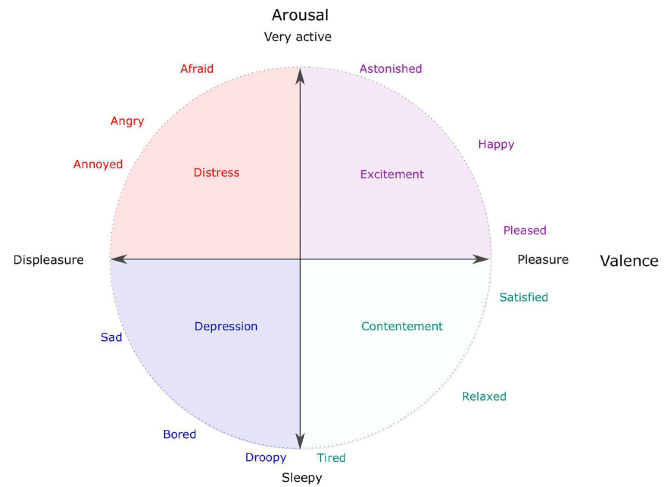 Arousal
Very active
Afraid
Astonished
Angry
Happy
Annoyed
Distress
Excitement
Pleased
Displeasure
Pleasure
Valence
Satisfied
Depression
Contentement
Sad
Relaxed
Bored
Droopy
Tired
Sleepy